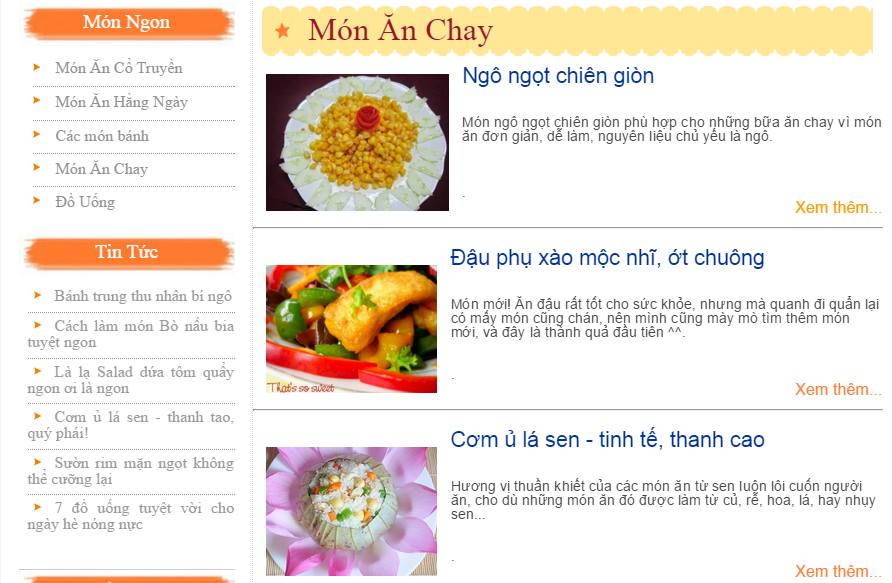 Món Ngon
Món Ăn Cổ Truyền
Món Ăn Hằng Ngày
Các món bánh
Món Ăn Chay
Đồ Uống
Tin Tức
Bánh trung thu nhân bí ngô
Cách làm món Bò nấu bia
tuyệt ngon
Là lạ Salad dứa tôm quẩy
ngon ơi là ngon
Cơm ủ lá sen - thanh tao,
quý phái!
Sườn rim mặn ngọt không
thể cưỡng lại
7 đồ uống tuyệt vời cho
ngày hè nóng nực
Món Ăn Chay
Ngô ngọt chiên giòn
Món ngô ngọt chiên giòn phù hợp cho những bữa ăn chay vì món
ăn đơn giản, dễ làm, nguyên liệu chủ yếu là ngô.
.
Xem thêm...
Đậu phụ xào mộc nhĩ, ớt chuông
Món mới! Ăn đậu rất tốt cho sức khỏe, nhưng mà quanh đi quẩn lại
có mấy món cũng chán, nên mình cũng mày mò tìm thêm món
mới, và đây là thành quả đầu tiên ^^.
.
That's so sweet
Xem thêm...
Cơm ủ lá sen - tinh tế, thanh cao
Hương vị thuần khiết của các món ăn từ sen luôn lôi cuốn người
ăn, cho dù những món ăn đó được làm từ củ, rễ, hoa, lá, hay nhụy
sen...
.
Xem thêm...